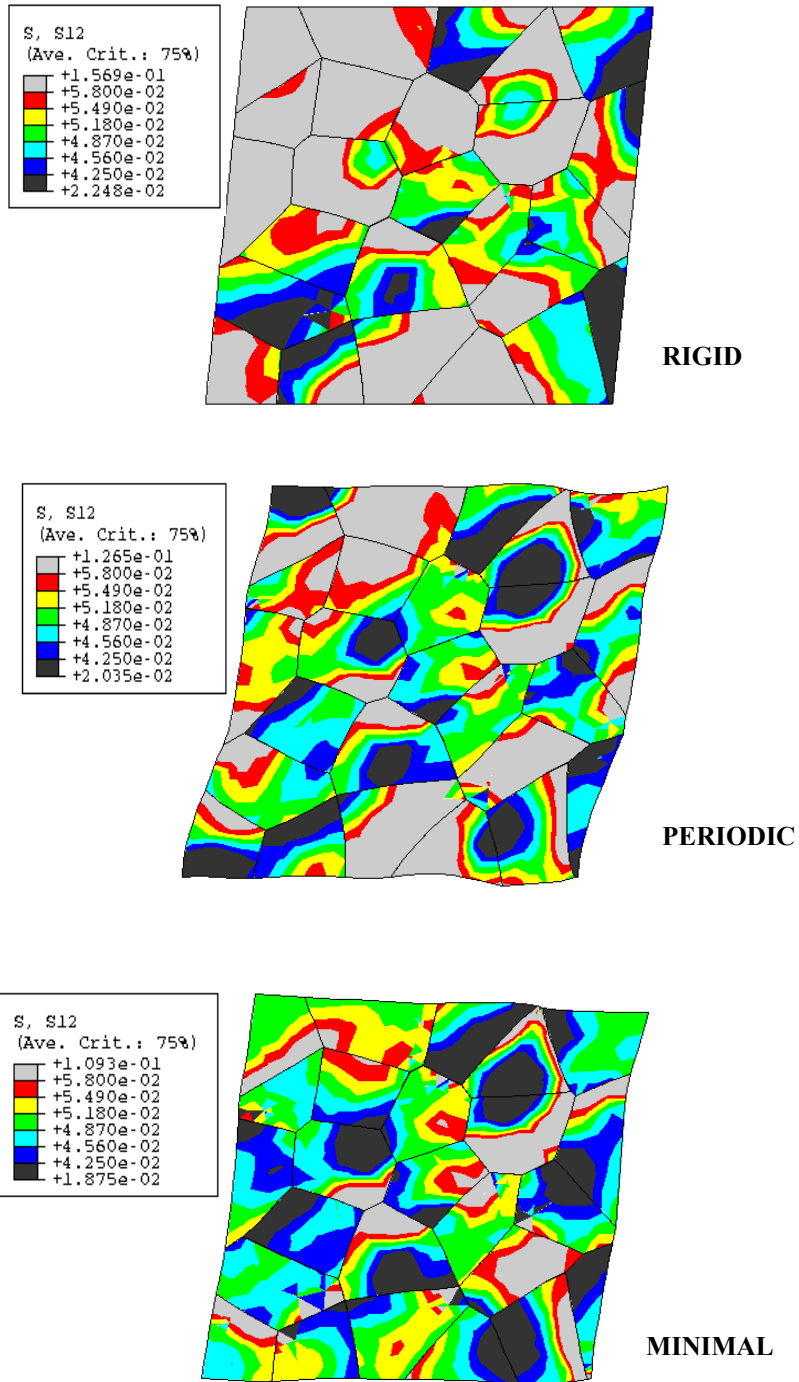 S, S12
(Ave. Crit.: 75%)
+1.569e-01
+5.800e-02
+5.490e-02
+5.180e-02
+4.870e-02
+4.560e-02
+4.250e-02
+2.248e-02
RIGID
S, S12
(Ave. Crit.: 75%)
+1.265e-01
+5.800e-02
+5.490e-02
+5.180e-02
+4.870e-02
+4.560e-02
+4.250e-02
+2.035e-02
PERIODIC
S, S12
(Ave. Crit.: 75%)
+1.093e-01
+5.800e-02
+5.490e-02
+5.180e-02
+4.870e-02
+4.560e-02
+4.250e-02
+1.875e-02
MINIMAL